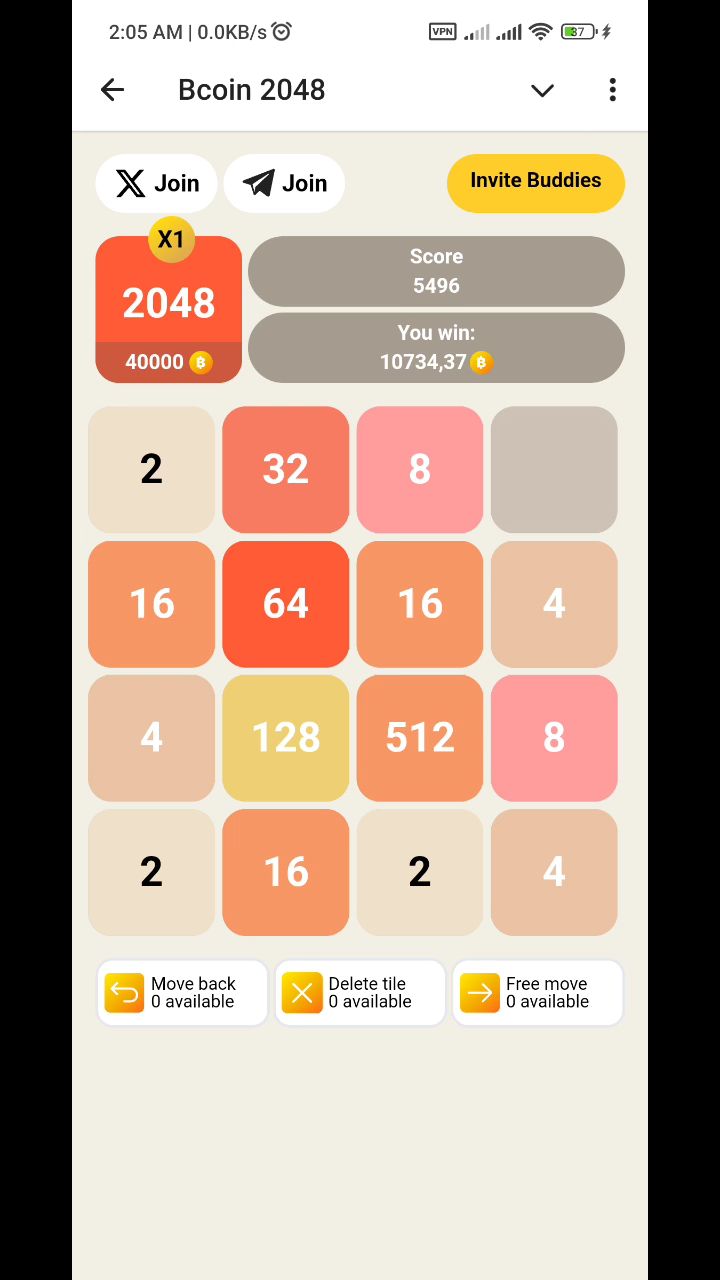 2:05 AM | 0.0KB/s
VPN
37
Bcoin 2048
Join
Join
Invite Buddies
X1
2048
40000
Score
5496
You win:
10734,37
2 32 8
16 64 16 4
4 128 512 8
2 16 2 4
Move back
0 available
Delete tile
0 available
Free move
0 available